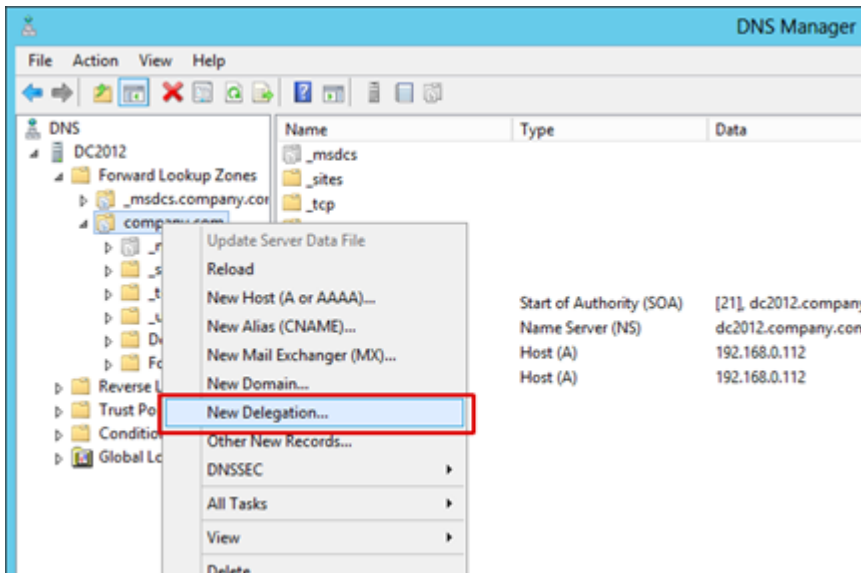 DNS Manager
File Action View Help
DNS
DC2012
Forward Lookup Zones
_msdcs.company.cor
company.com
Reverse L
Trust Po
Conditio
Global Lo
Name Type Data
_msdcs
_sites
_tcp
Start of Authority (SOA) [21], dc2012.company
Name Server (NS) dc2012.company.con
Host (A) 192.168.0.112
Host (A) 192.168.0.112
Update Server Data File
Reload
New Host (A or AAAA)...
New Alias (CNAME)...
New Mail Exchanger (MX)...
New Domain...
New Delegation...
Other New Records...
DNSSEC
All Tasks
View
Delete